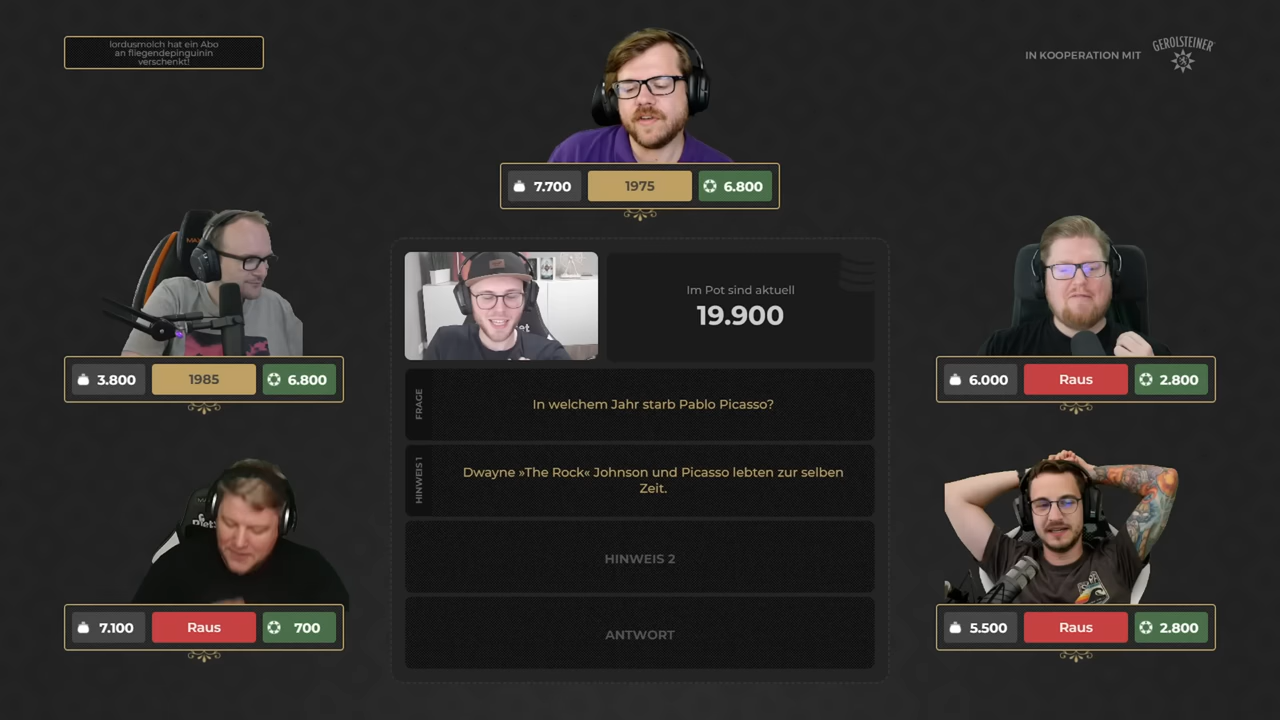 lordusmolch hat ein Abo
an fliegendepinguinin
verschenkt!
IN KOOPERATION MIT
GEROLSTEINER
7.700
1975
6.800
3.800
1985
6.800
Im Pot sind aktuell
19.900
6.000
Raus
2.800
FRAGE
In welchem Jahr starb Pablo Picasso?
HINWEIS 1
Dwayne »The Rock« Johnson und Picasso lebten zur selben
Zeit.
HINWEIS 2
ANTWORT
7.100
Raus
700
5.500
Raus
2.800